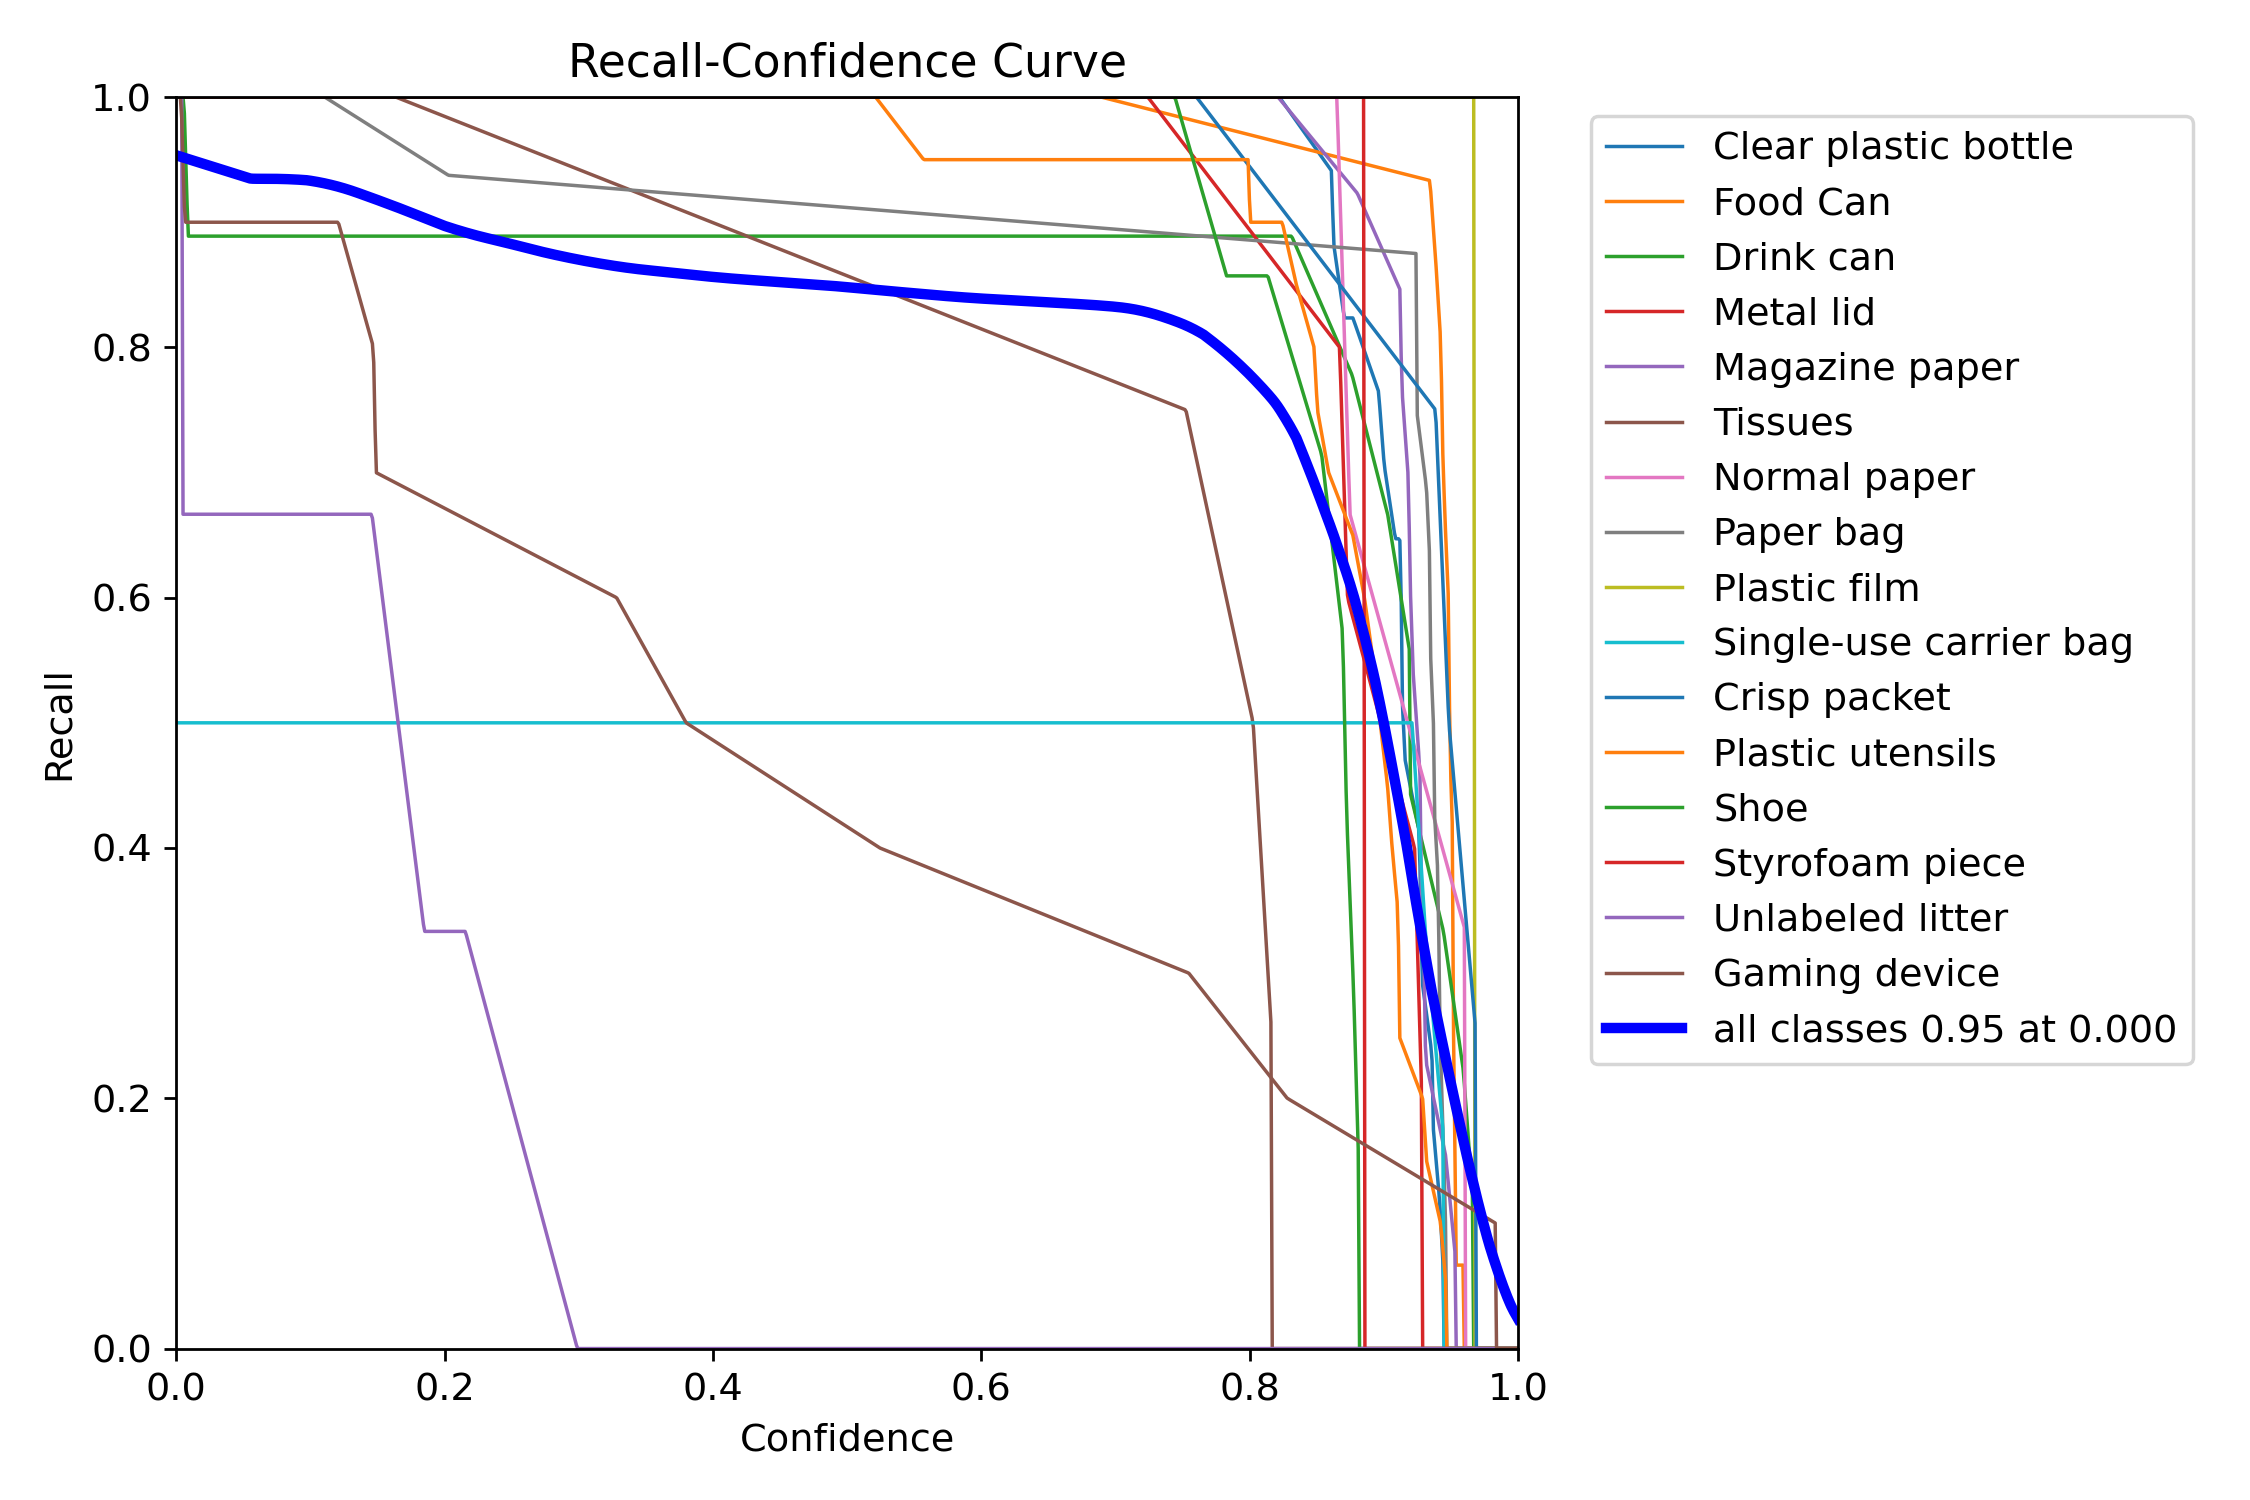 Recall-Confidence Curve
1.0
0.8
0.6
0.4
0.2
0.0
Recall
0.0 0.2 0.4 0.6 0.8 1.0
Confidence
Clear plastic bottle
Food Can
Drink can
Metal lid
Magazine paper
Tissues
Normal paper
Paper bag
Plastic film
Single-use carrier bag
Crisp packet
Plastic utensils
Shoe
Styrofoam piece
Unlabeled litter
Gaming device
all classes 0.95 at 0.000